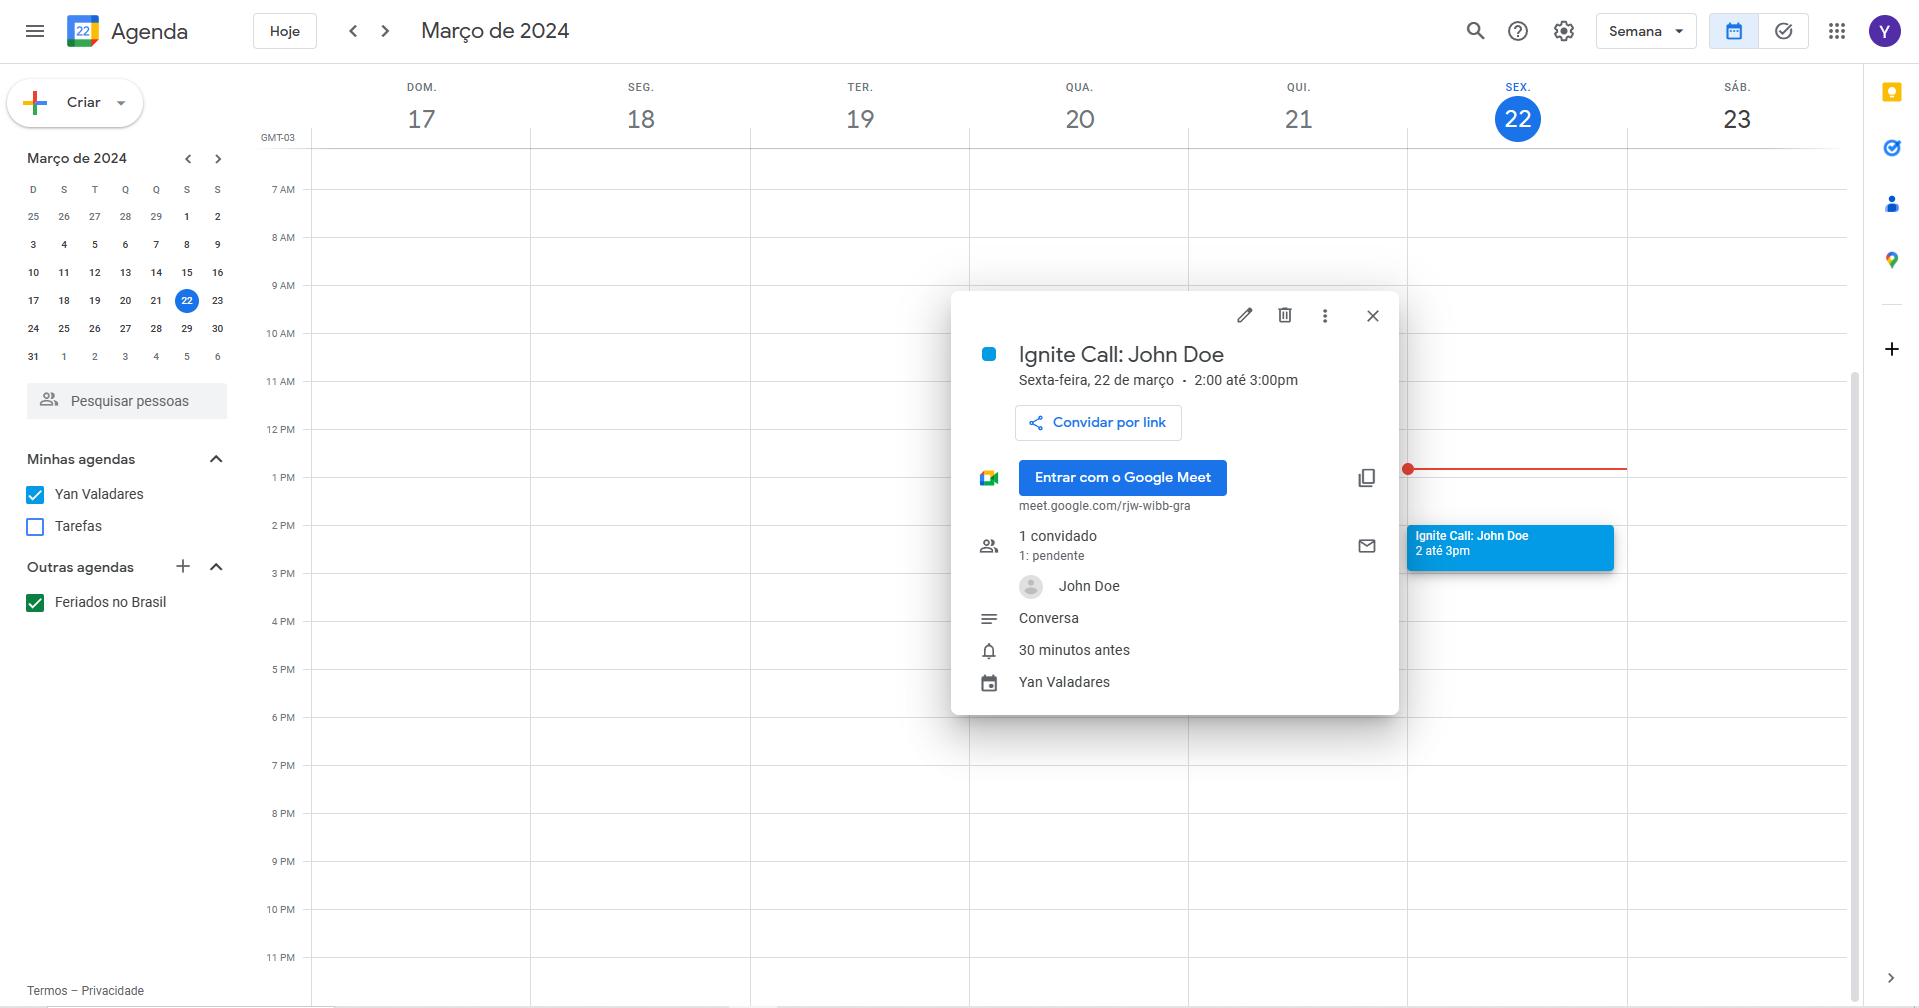 22 Agenda
Hoje
Março de 2024
Semana
Y
Criar
Março de 2024
D S T Q Q S S
25 26 27 28 29 1 2
3 4 5 6 7 8 9
10 11 12 13 14 15 16
17 18 19 20 21 22 23
24 25 26 27 28 29 30
31 1 2 3 4 5 6
Pesquisar pessoas
Minhas agendas
Yan Valadares
Tarefas
Outras agendas
Feriados no Brasil
Termos – Privacidade
DOM. SEG. TER. QUA. QUI. SEX. SÁB.
17 18 19 20 21 22 23
GMT-03
7 AM
8 AM
9 AM
10 AM
11 AM
12 PM
1 PM
2 PM
3 PM
4 PM
5 PM
6 PM
7 PM
8 PM
9 PM
10 PM
11 PM
Ignite Call: John Doe
Sexta-feira, 22 de março • 2:00 até 3:00pm
Convidar por link
Entrar com o Google Meet
meet.google.com/rjw-wibb-gra
1 convidado
1: pendente
John Doe
Conversa
30 minutos antes
Yan Valadares
Ignite Call: John Doe
2 até 3pm